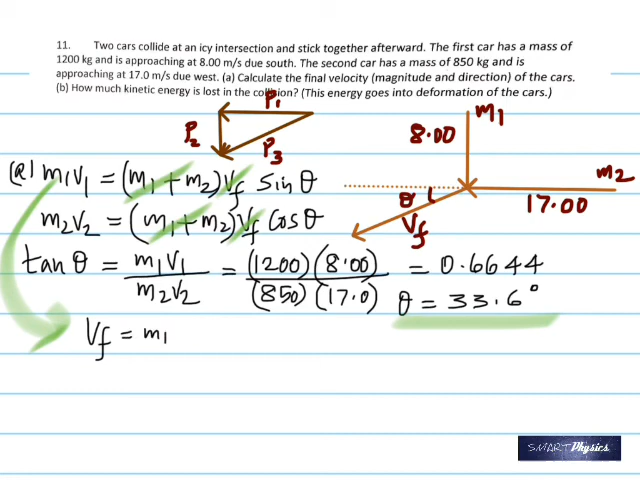 11. Two cars collide at an icy intersection and stick together afterward. The first car has a mass of
1200 kg and is approaching at 8.00 m/s due south. The second car has a mass of 850 kg and is
approaching at 17.0 m/s due west. (a) Calculate the final velocity (magnitude and direction) of the cars.
(b) How much kinetic energy is lost in the collision? (This energy goes into deformation of the cars.)
P₁
P₂
P₃
m₁
8.00
m₂
17.00
θ
Vf
(a) m₁V₁ = (m₁ + m₂) Vf sin θ
m₂V₂ = (m₁ + m₂) Vf cos θ
tan θ = m₁V₁ / m₂V₂ = (1200)(8.00) / (850)(17.0) = 0.6644
θ = 33.6°
Vf = m₁
SMART Physics